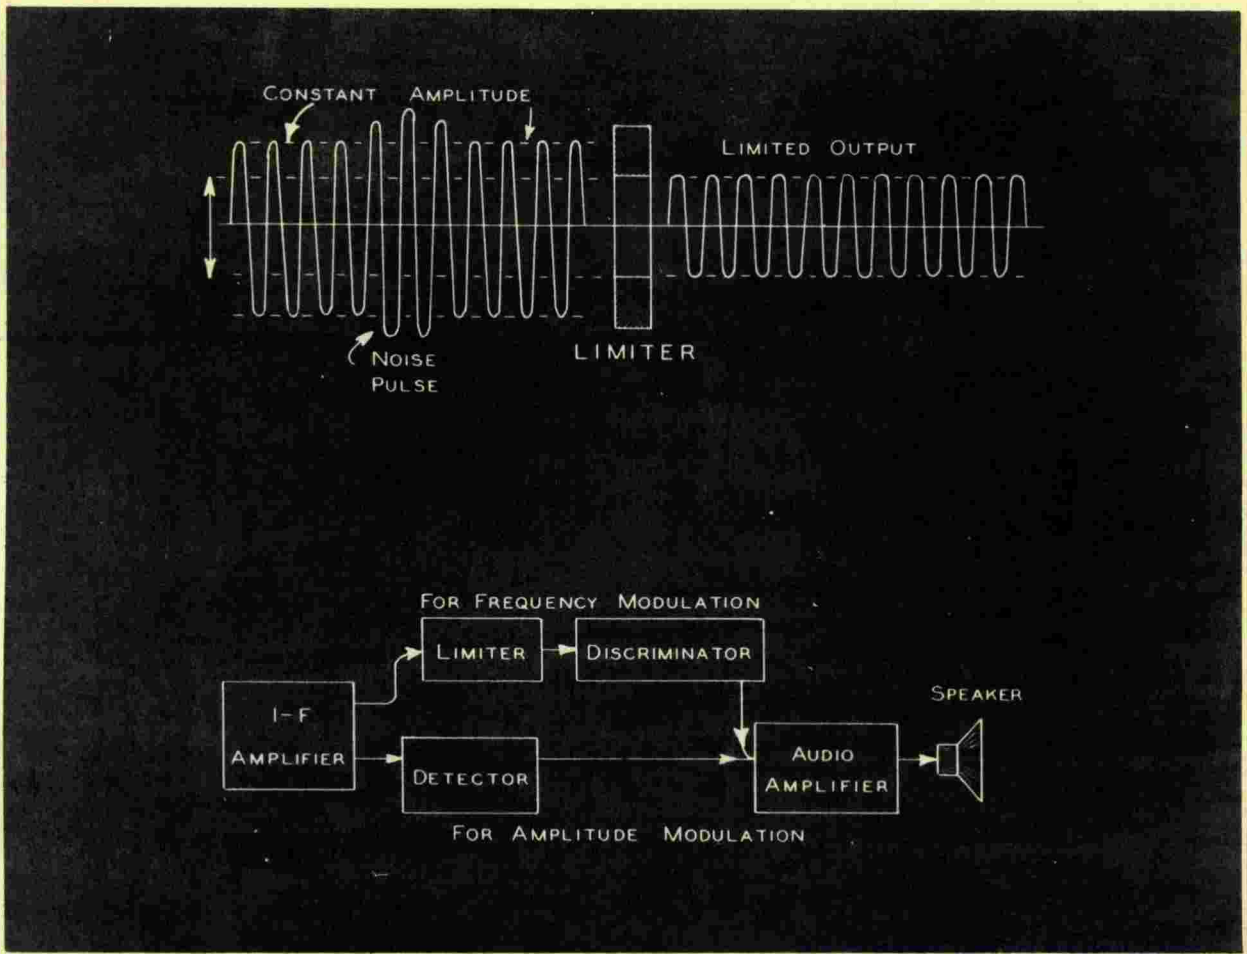 CONSTANT AMPLITUDE
LIMITED OUTPUT
LIMITER
NOISE
PULSE
FOR FREQUENCY MODULATION
LIMITER
DISCRIMINATOR
SPEAKER
I-F
AMPLIFIER
DETECTOR
AUDIO
AMPLIFIER
FOR AMPLITUDE MODULATION